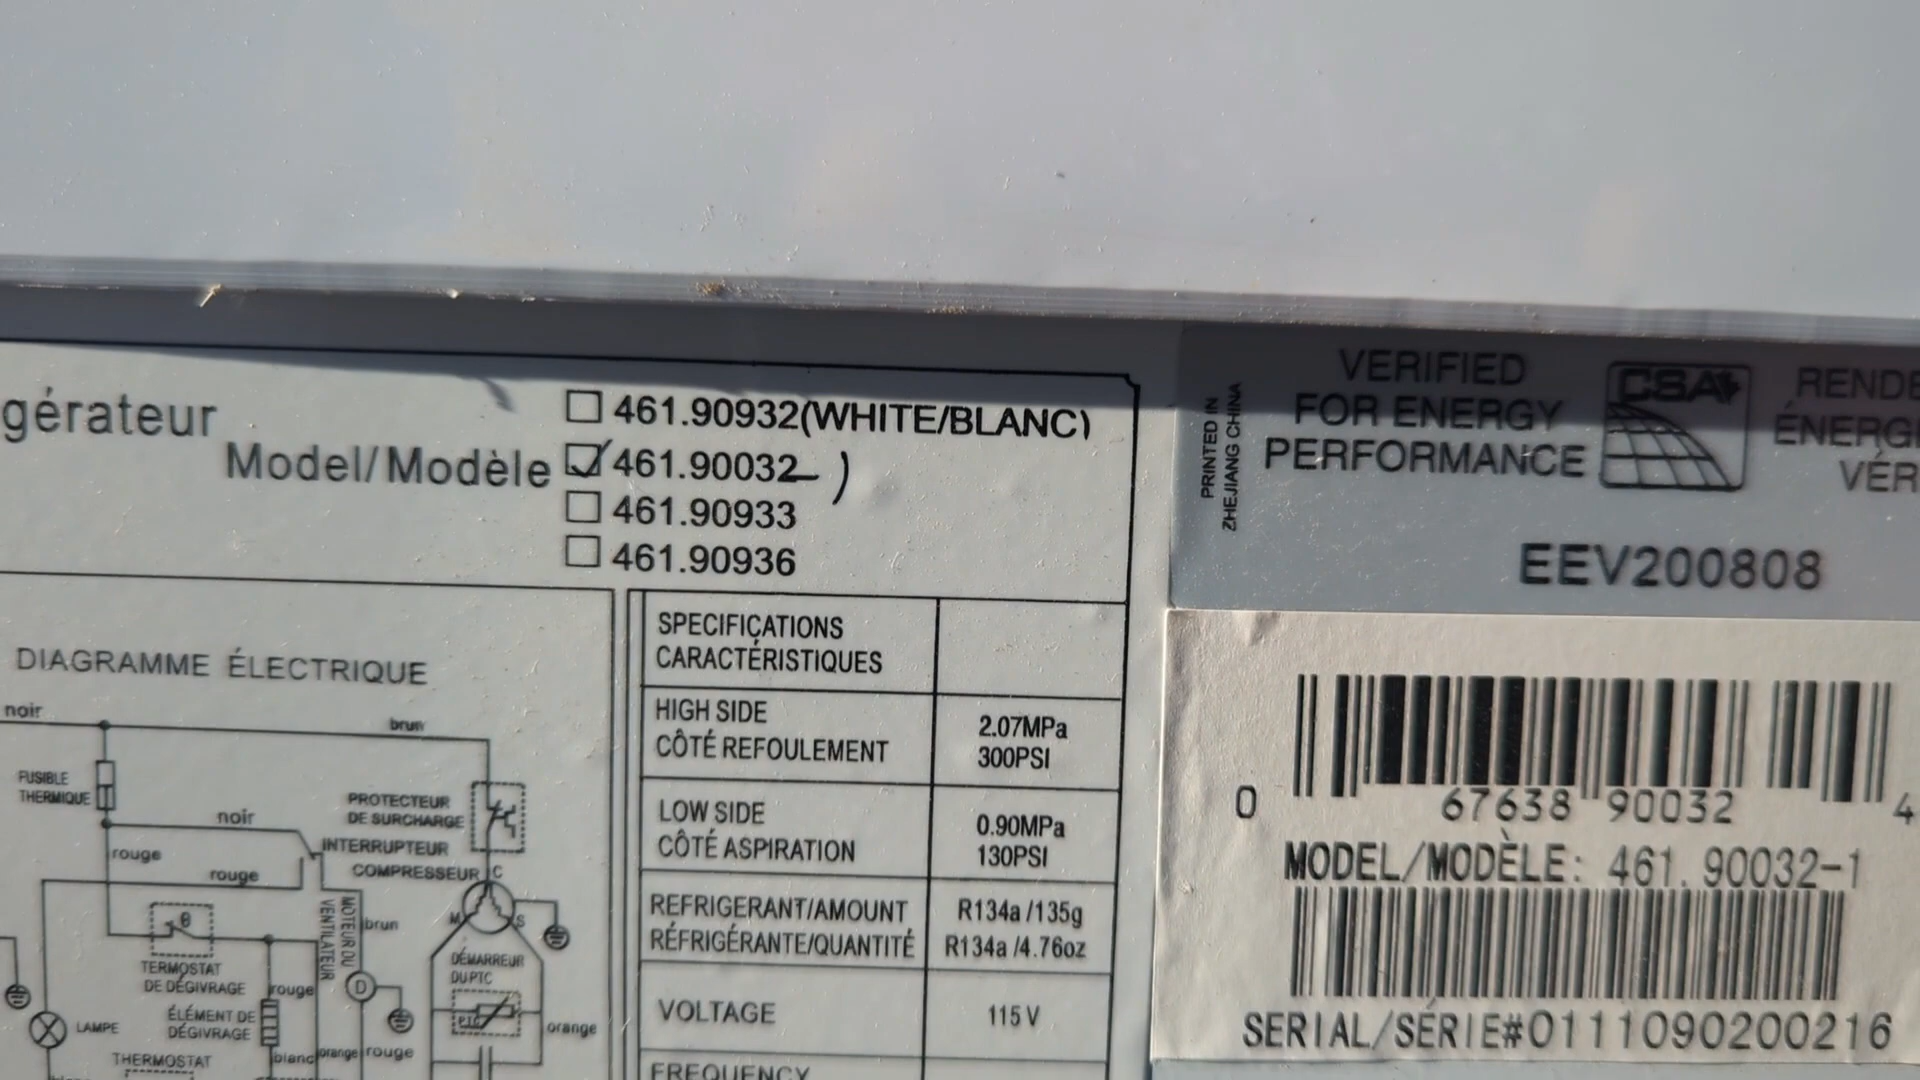 gérateur
Model/Modèle
461.90932(WHITE/BLANC)
461.90032-)
461.90933
461.90936
DIAGRAMME ÉLECTRIQUE
noir
brun
FUSIBLE
THERMIQUE
PROTECTEUR
DE SURCHARGE
noir
INTERRUPTEUR
rouge
rouge
COMPRESSEUR
C
M
S
θ
MOTEUR DU
VENTILATEUR
brun
TERMOSTAT
DE DÉGIVRAGE
rouge
D
DÉMARREUR
DU PTC
PTC
LAMPE
ÉLÉMENT DE
DÉGIVRAGE
orange
THERMOSTAT
blanc
orange
rouge
SPECIFICATIONS
CARACTÉRISTIQUES
HIGH SIDE
CÔTÉ REFOULEMENT
2.07MPa
300PSI
LOW SIDE
CÔTÉ ASPIRATION
0.90MPa
130PSI
REFRIGERANT/AMOUNT
RÉFRIGÉRANTE/QUANTITÉ
R134a /135g
R134a /4.76oz
VOLTAGE
115 V
FREQUENCY
PRINTED IN
ZHEJIANG CHINA
VERIFIED
FOR ENERGY
PERFORMANCE
CSA
RENDE
ÉNERGI
VÉR
EEV200808
0 67638 90032 4
MODEL/MODÈLE: 461.90032-1
SERIAL/SÉRIE#0111090200216